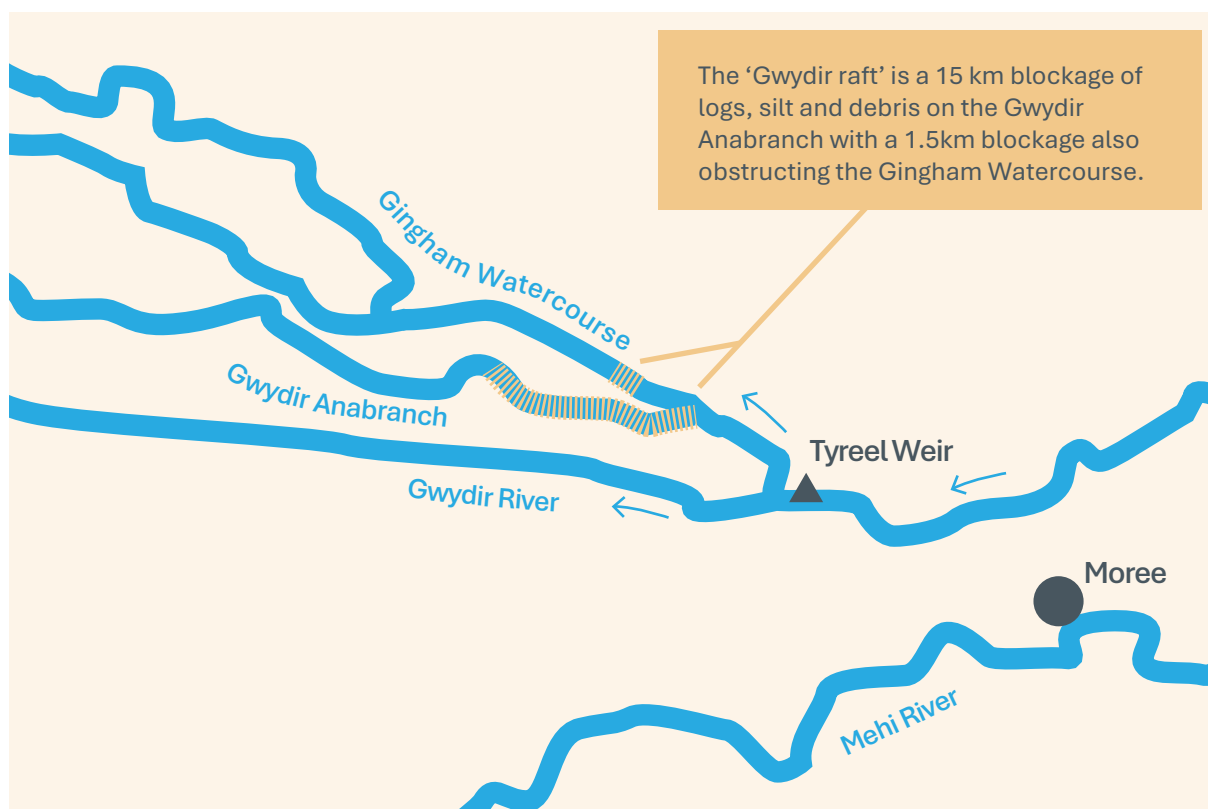 The ‘Gwydir raft’ is a 15 km blockage of
logs, silt and debris on the Gwydir
Anabranch with a 1.5km blockage also
obstructing the Gingham Watercourse.
Gingham Watercourse
Gwydir Anabranch
Tyreel Weir
Gwydir River
Moree
Mehi River